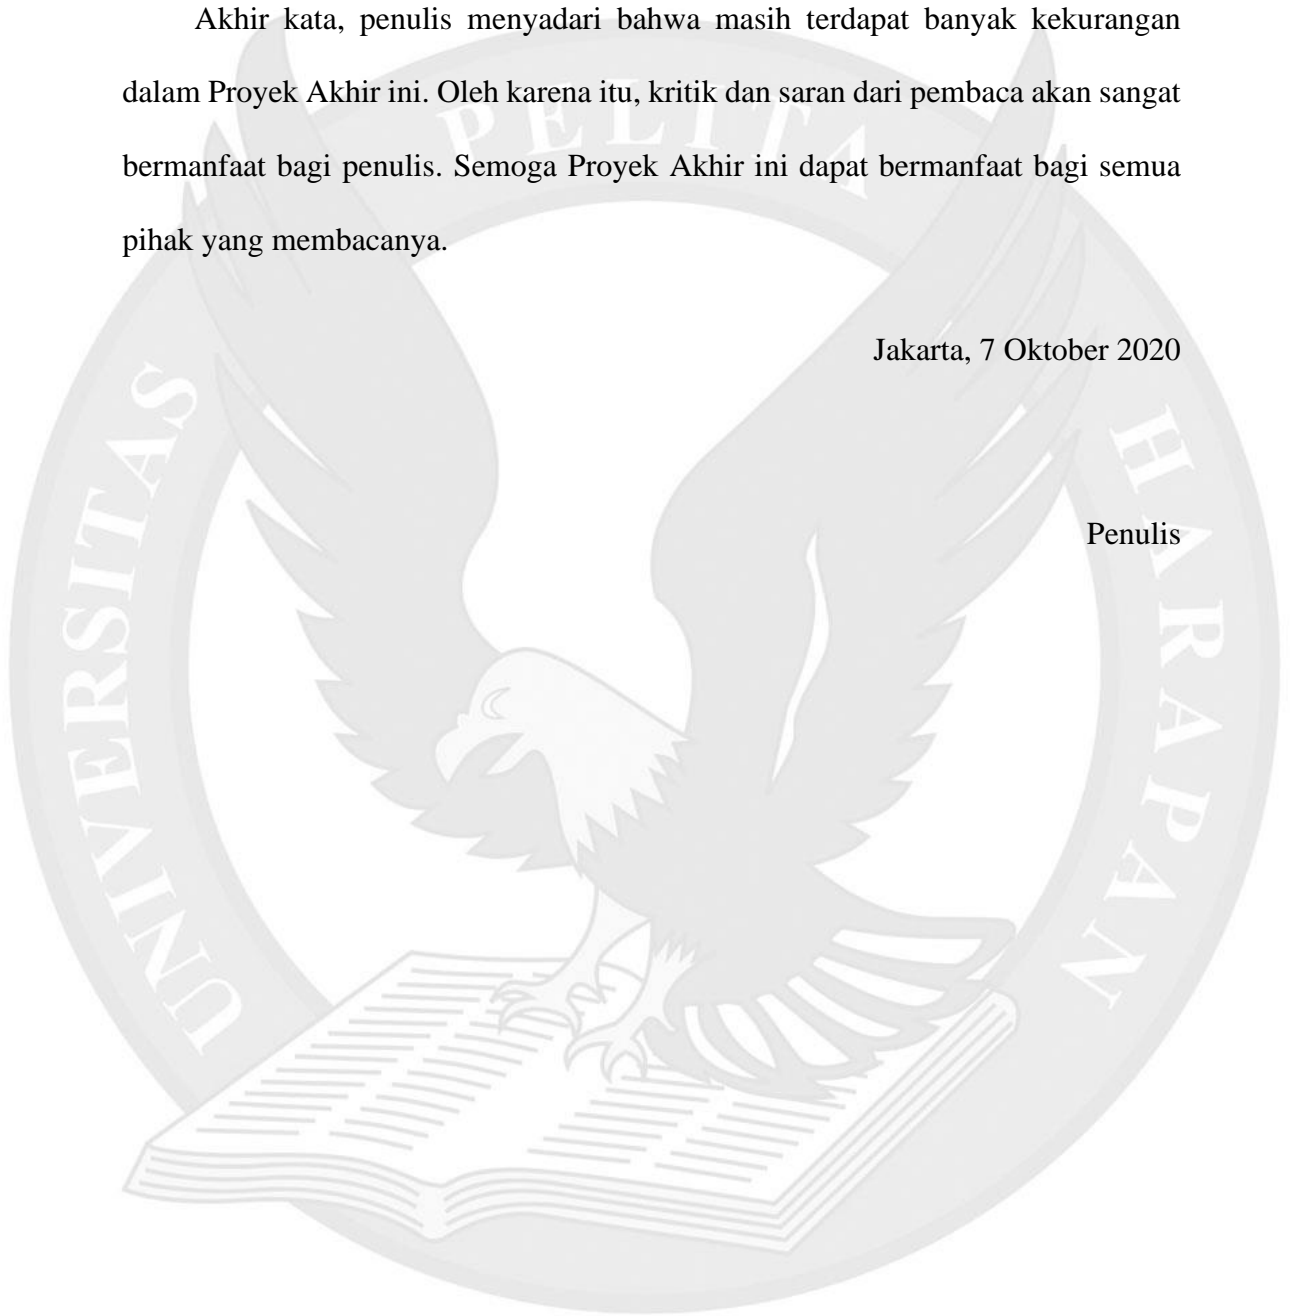 Akhir kata, penulis menyadari bahwa masih terdapat banyak kekurangan
dalam Proyek Akhir ini. Oleh karena itu, kritik dan saran dari pembaca akan sangat
bermanfaat bagi penulis. Semoga Proyek Akhir ini dapat bermanfaat bagi semua
pihak yang membacanya.
Jakarta, 7 Oktober 2020
Penulis
UNIVERSITAS PELITA HARAPAN